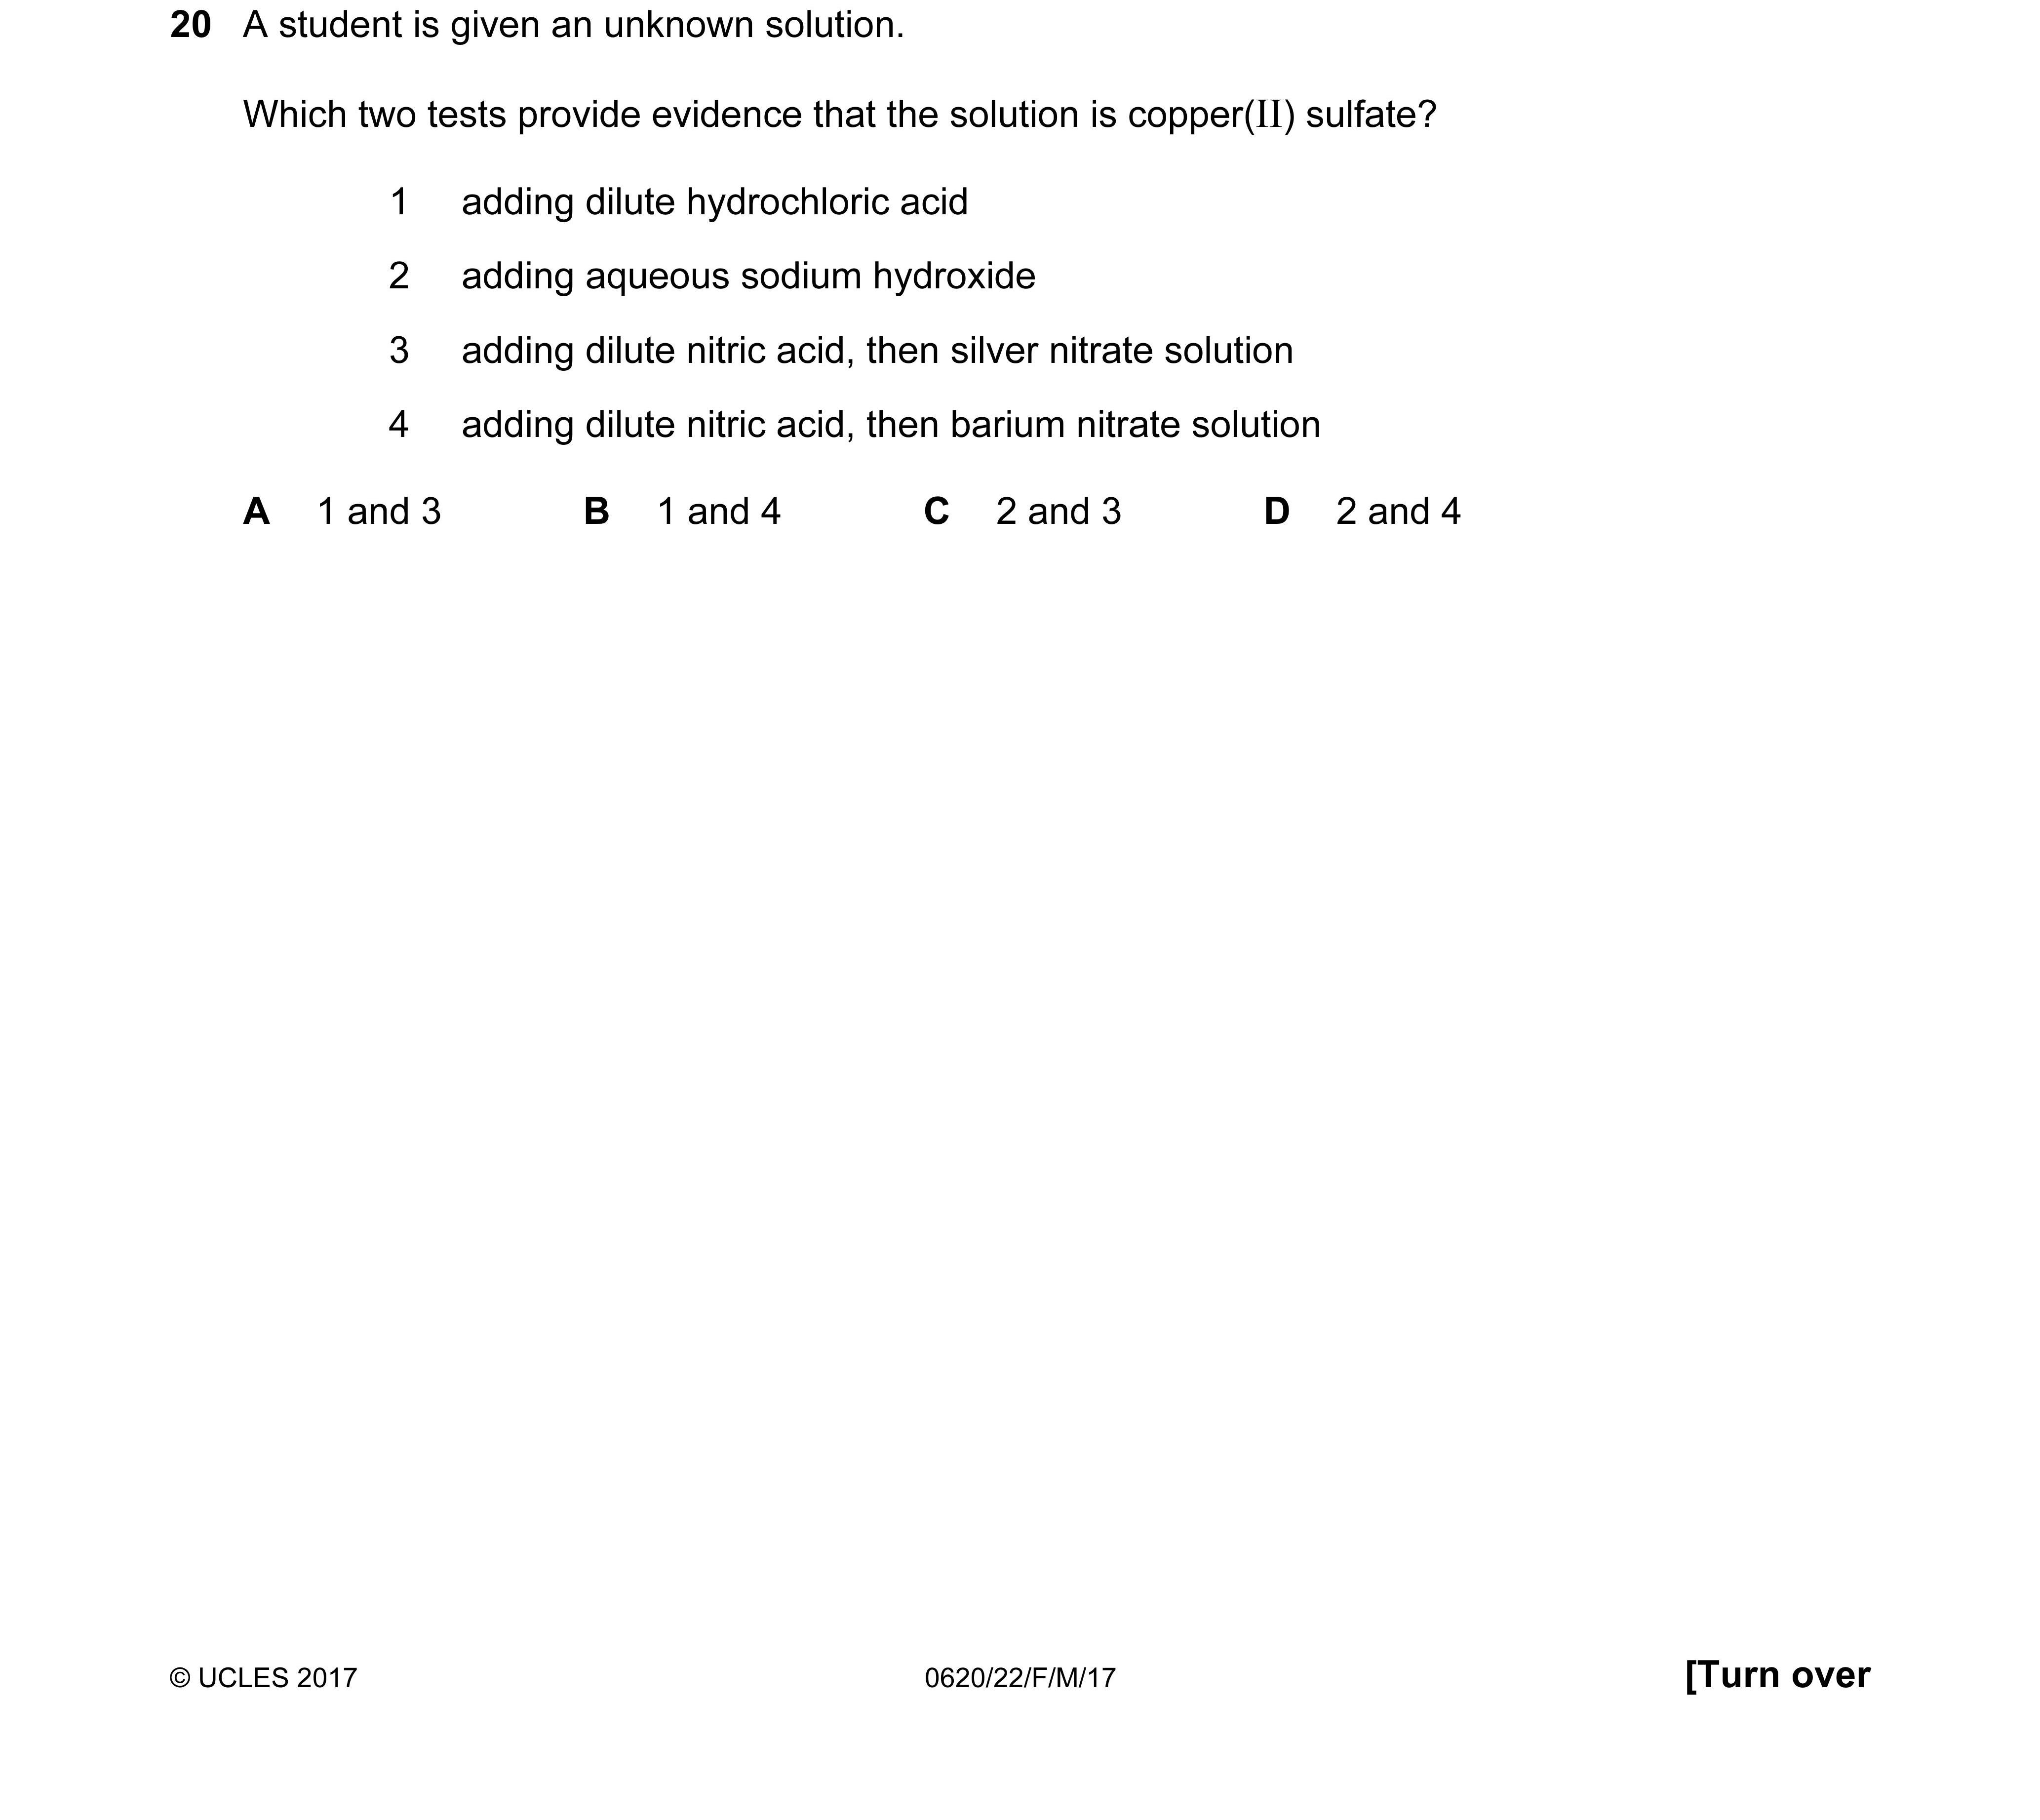 20 A student is given an unknown solution.
Which two tests provide evidence that the solution is copper(II) sulfate?
1 adding dilute hydrochloric acid
2 adding aqueous sodium hydroxide
3 adding dilute nitric acid, then silver nitrate solution
4 adding dilute nitric acid, then barium nitrate solution
A 1 and 3 B 1 and 4 C 2 and 3 D 2 and 4
© UCLES 2017 0620/22/F/M/17 [Turn over